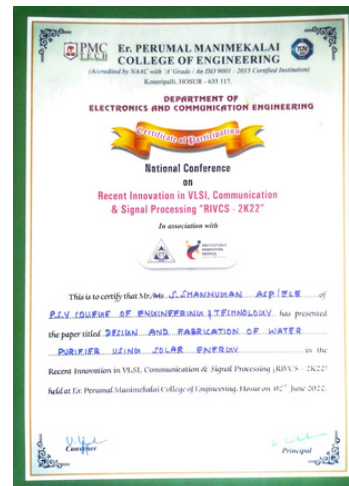 PMC TECH
Er. PERUMAL MANIMEKALAI
COLLEGE OF ENGINEERING
(Accredited by NAAC with 'A' Grade / An ISO 9001 : 2015 Certified Institution)
Koneripalli, HOSUR - 635 117.
DEPARTMENT OF
ELECTRONICS AND COMMUNICATION ENGINEERING
Certificate of Participation
National Conference
on
Recent Innovation in VLSI, Communication
& Signal Processing "RIVCS - 2K22"
In association with
INSTITUTION'S
INNOVATION
COUNCIL
This is to certify that Mr/Ms S.SHANMUGAN ASP/ECE of
P.S.V COLLEGE OF ENGINEERING & TECHNOLOGY has presented
the paper titled DESIGN AND FABRICATION OF WATER
PURIFIER USING SOLAR ENERGY in the
Recent Innovation in VLSI, Communication & Signal Processing (RIVCS - 2K22)
held at Er. Perumal Manimekalai College of Engineering, Hosur on 02nd June 2022.
Convener
Principal